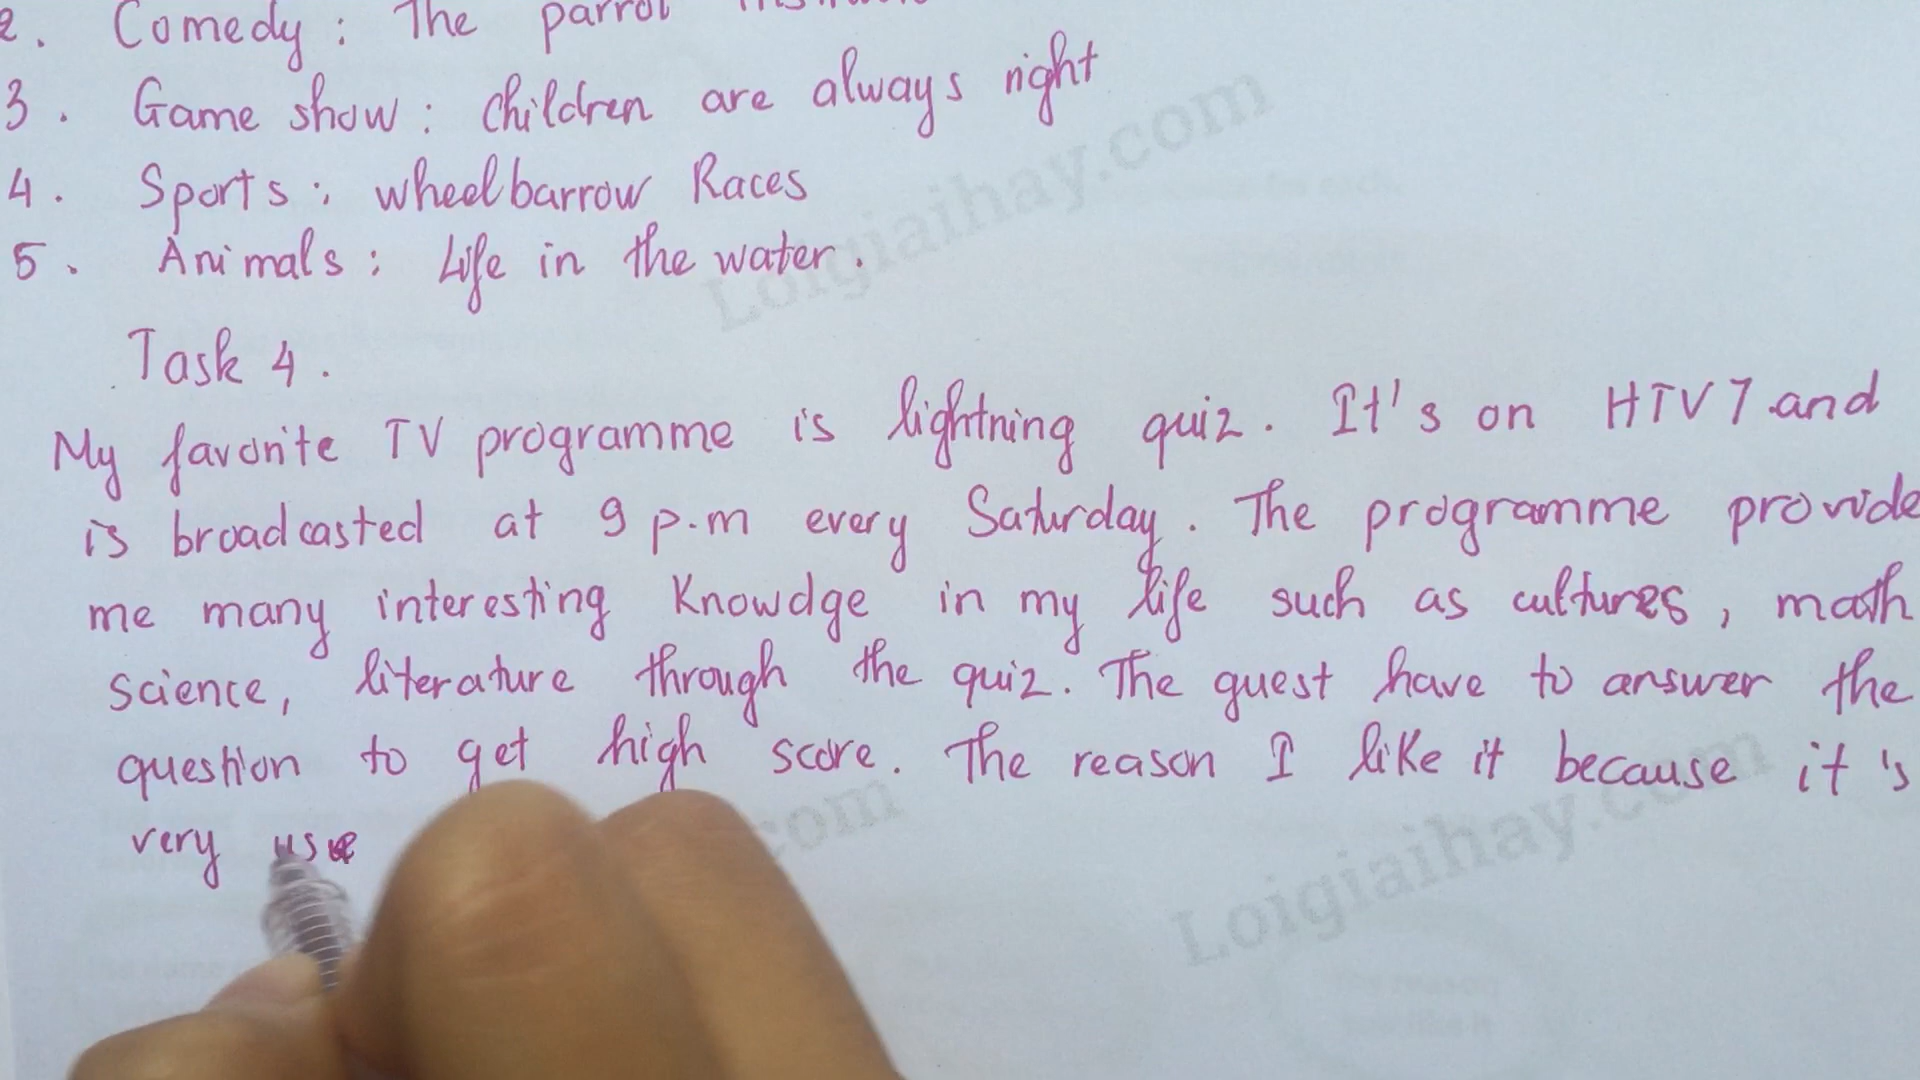 2. Comedy: The parrot
3. Game show: children are always right
4. Sports: wheelbarrow Races
5. Animals: Life in the water.
Task 4.
My favorite TV programme is lightning quiz. It's on HTV7 and
is broadcasted at 9 p.m every Saturday. The programme provide
me many interesting knowdge in my life such as cultures, math
science, literature through the quiz. The guest have to answer the
question to get high score. The reason I like it because it's
very use
Loigiaihay.com
Loigiaihay.com
.com